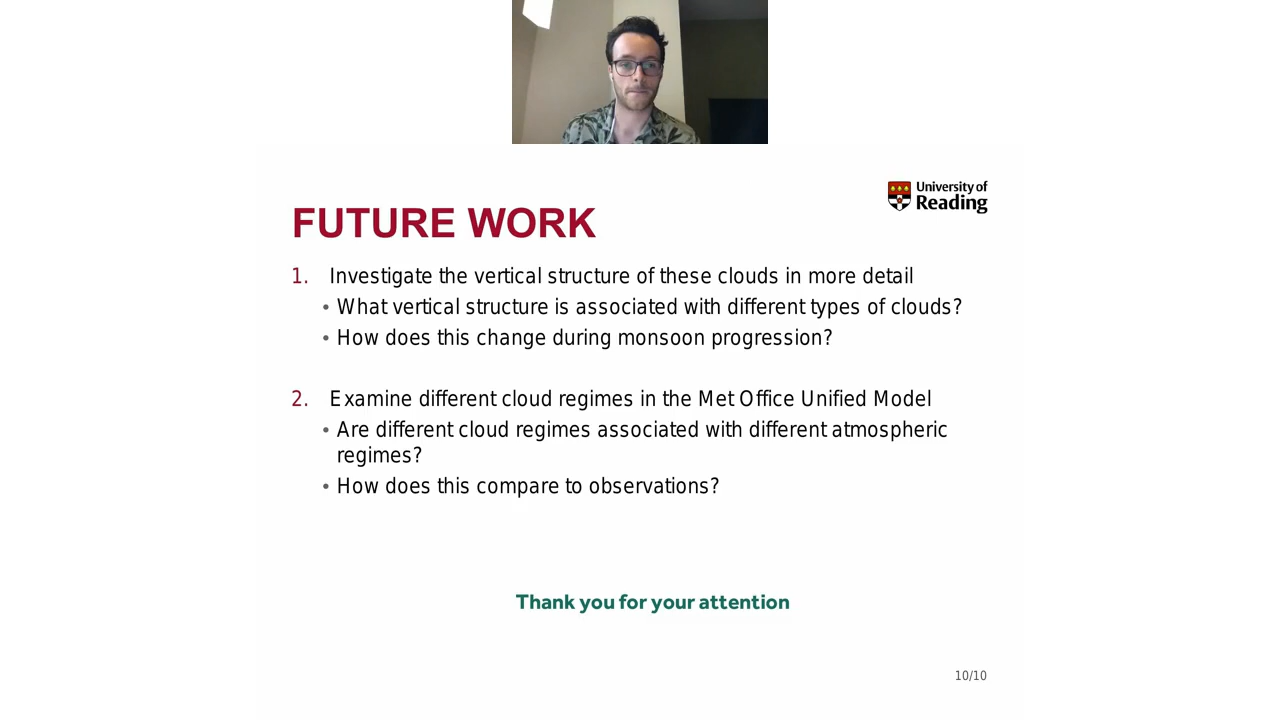 University of
Reading
FUTURE WORK
1. Investigate the vertical structure of these clouds in more detail
• What vertical structure is associated with different types of clouds?
• How does this change during monsoon progression?
2. Examine different cloud regimes in the Met Office Unified Model
• Are different cloud regimes associated with different atmospheric
regimes?
• How does this compare to observations?
Thank you for your attention
10/10